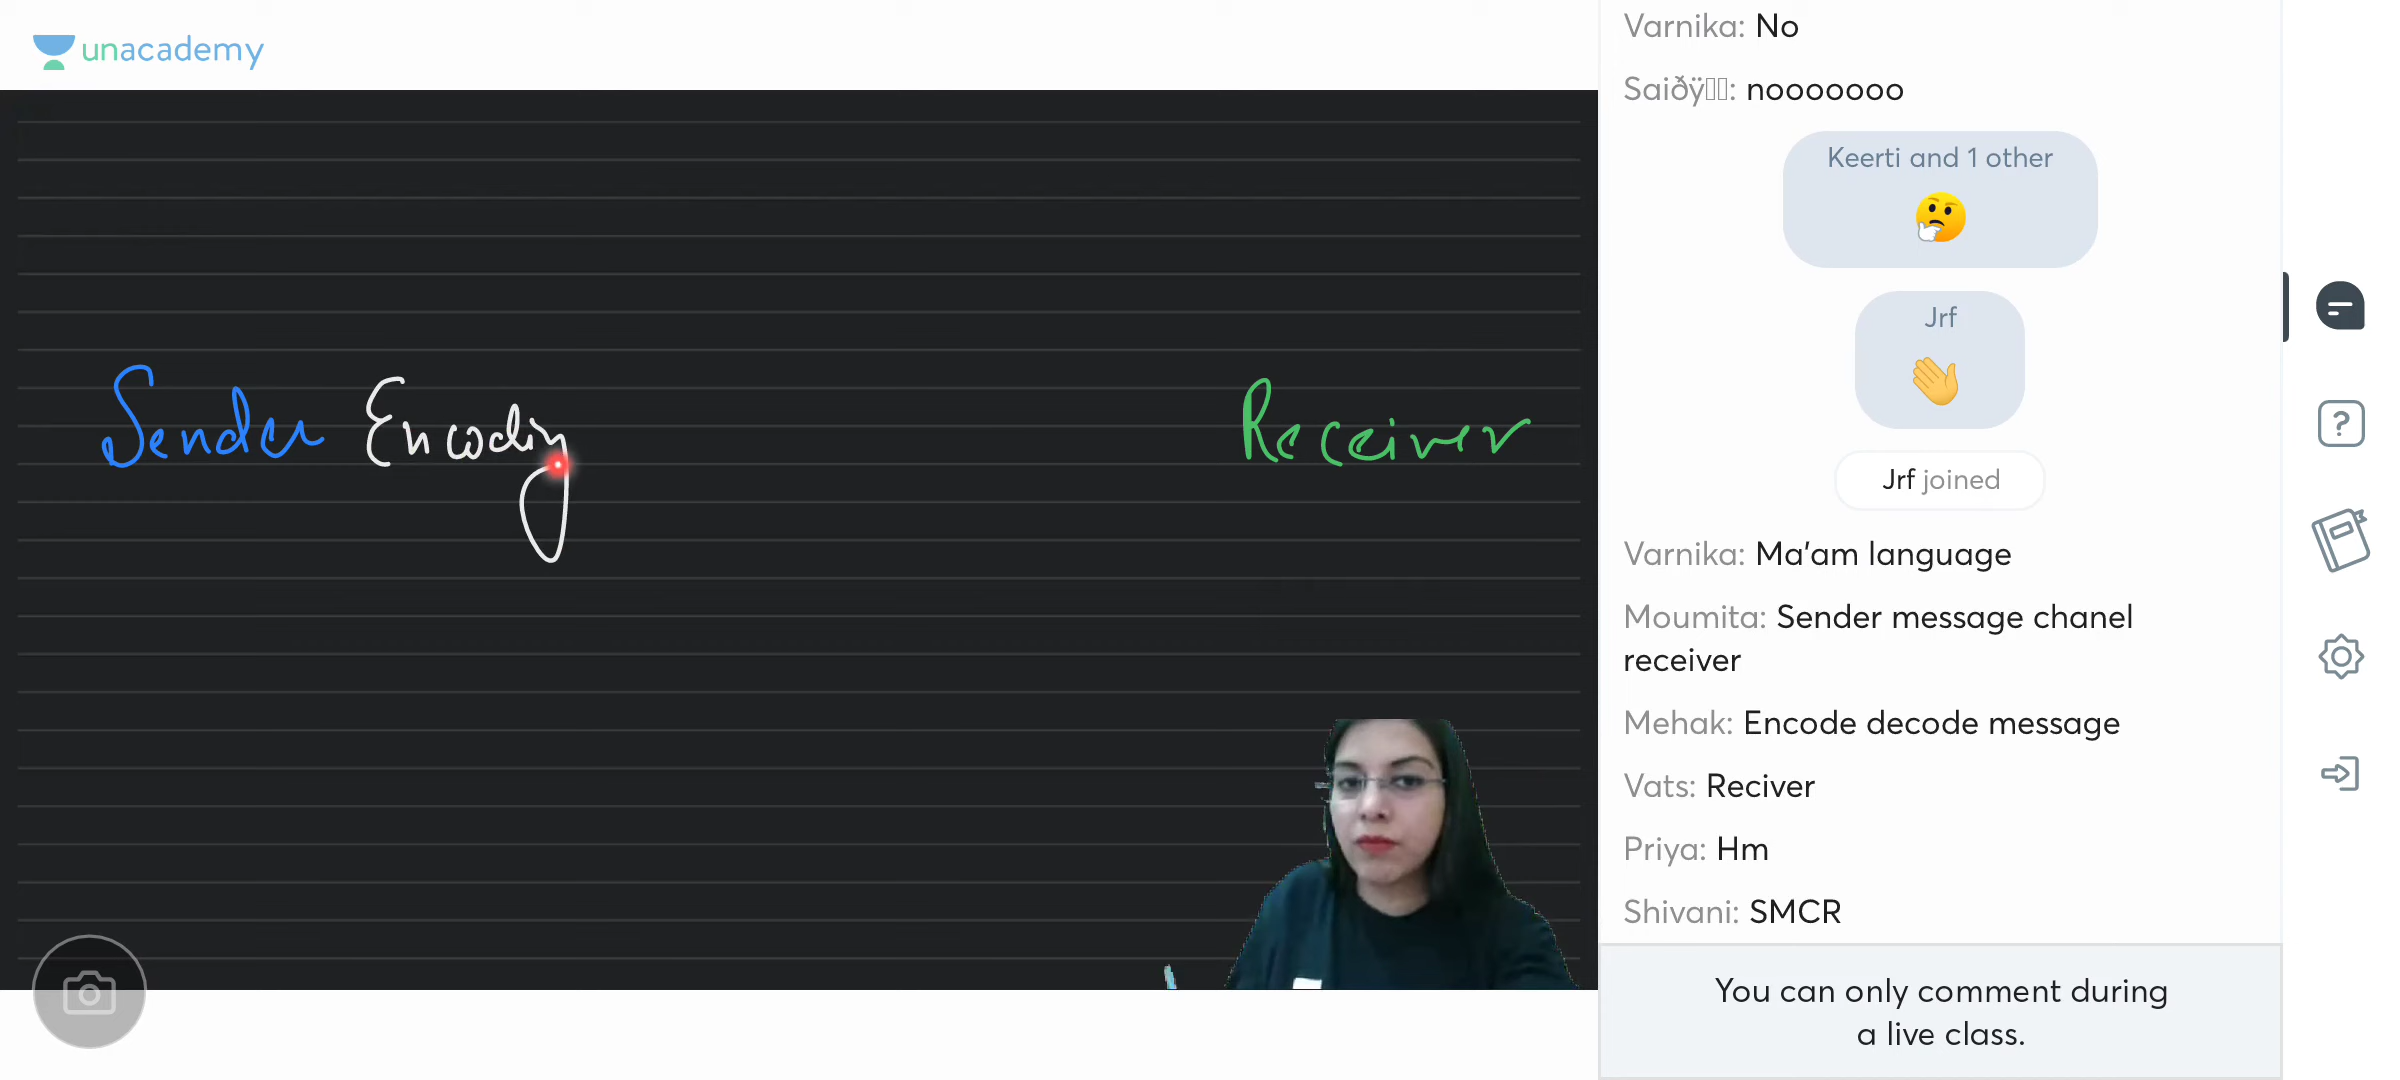 unacademy
Sender Encoding Receiver
Varnika: No
Saiðÿ: nooooooo
Keerti and 1 other
Jrf
Jrf joined
Varnika: Ma'am language
Moumita: Sender message chanel
receiver
Mehak: Encode decode message
Vats: Reciver
Priya: Hm
Shivani: SMCR
You can only comment during
a live class.